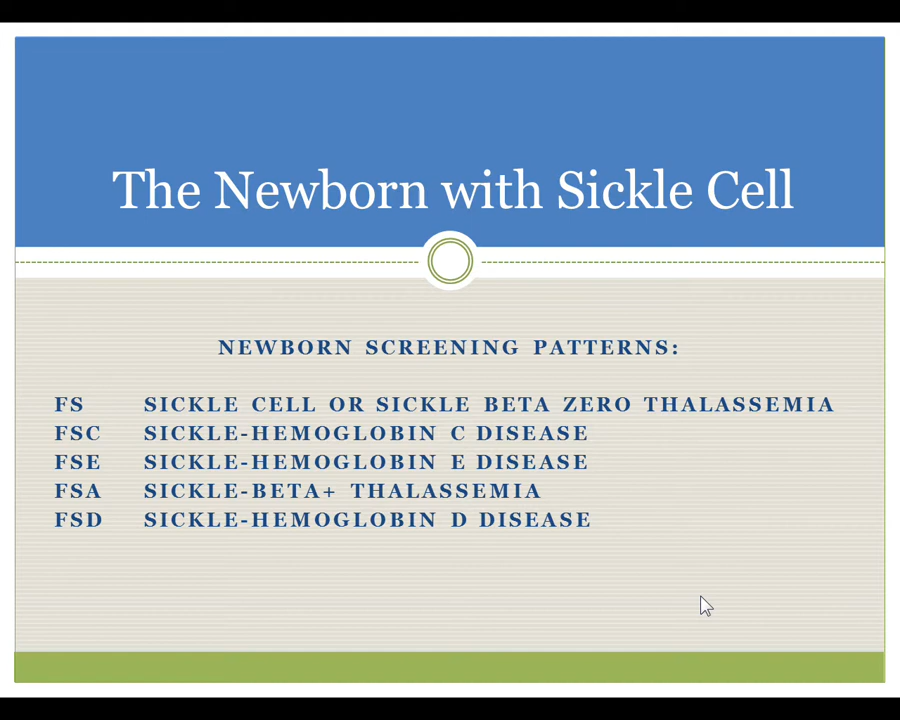 The Newborn with Sickle Cell
NEWBORN SCREENING PATTERNS:
FS SICKLE CELL OR SICKLE BETA ZERO THALASSEMIA
FSC SICKLE-HEMOGLOBIN C DISEASE
FSE SICKLE-HEMOGLOBIN E DISEASE
FSA SICKLE-BETA+ THALASSEMIA
FSD SICKLE-HEMOGLOBIN D DISEASE